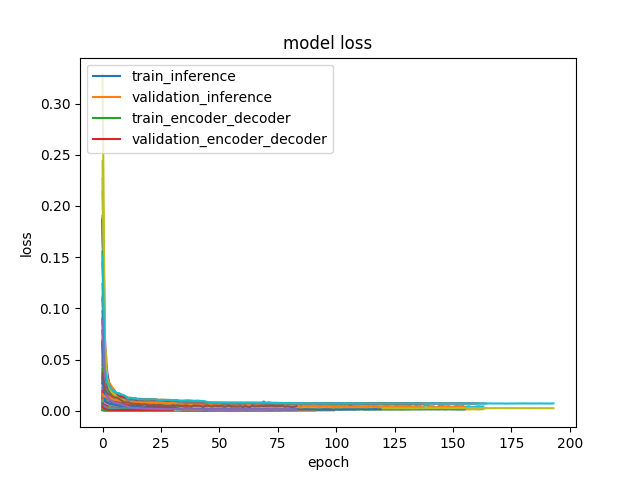 model loss
train_inference
validation_inference
train_encoder_decoder
validation_encoder_decoder
0.30
0.25
0.20
0.15
0.10
0.05
0.00
loss
0 25 50 75 100 125 150 175 200
epoch